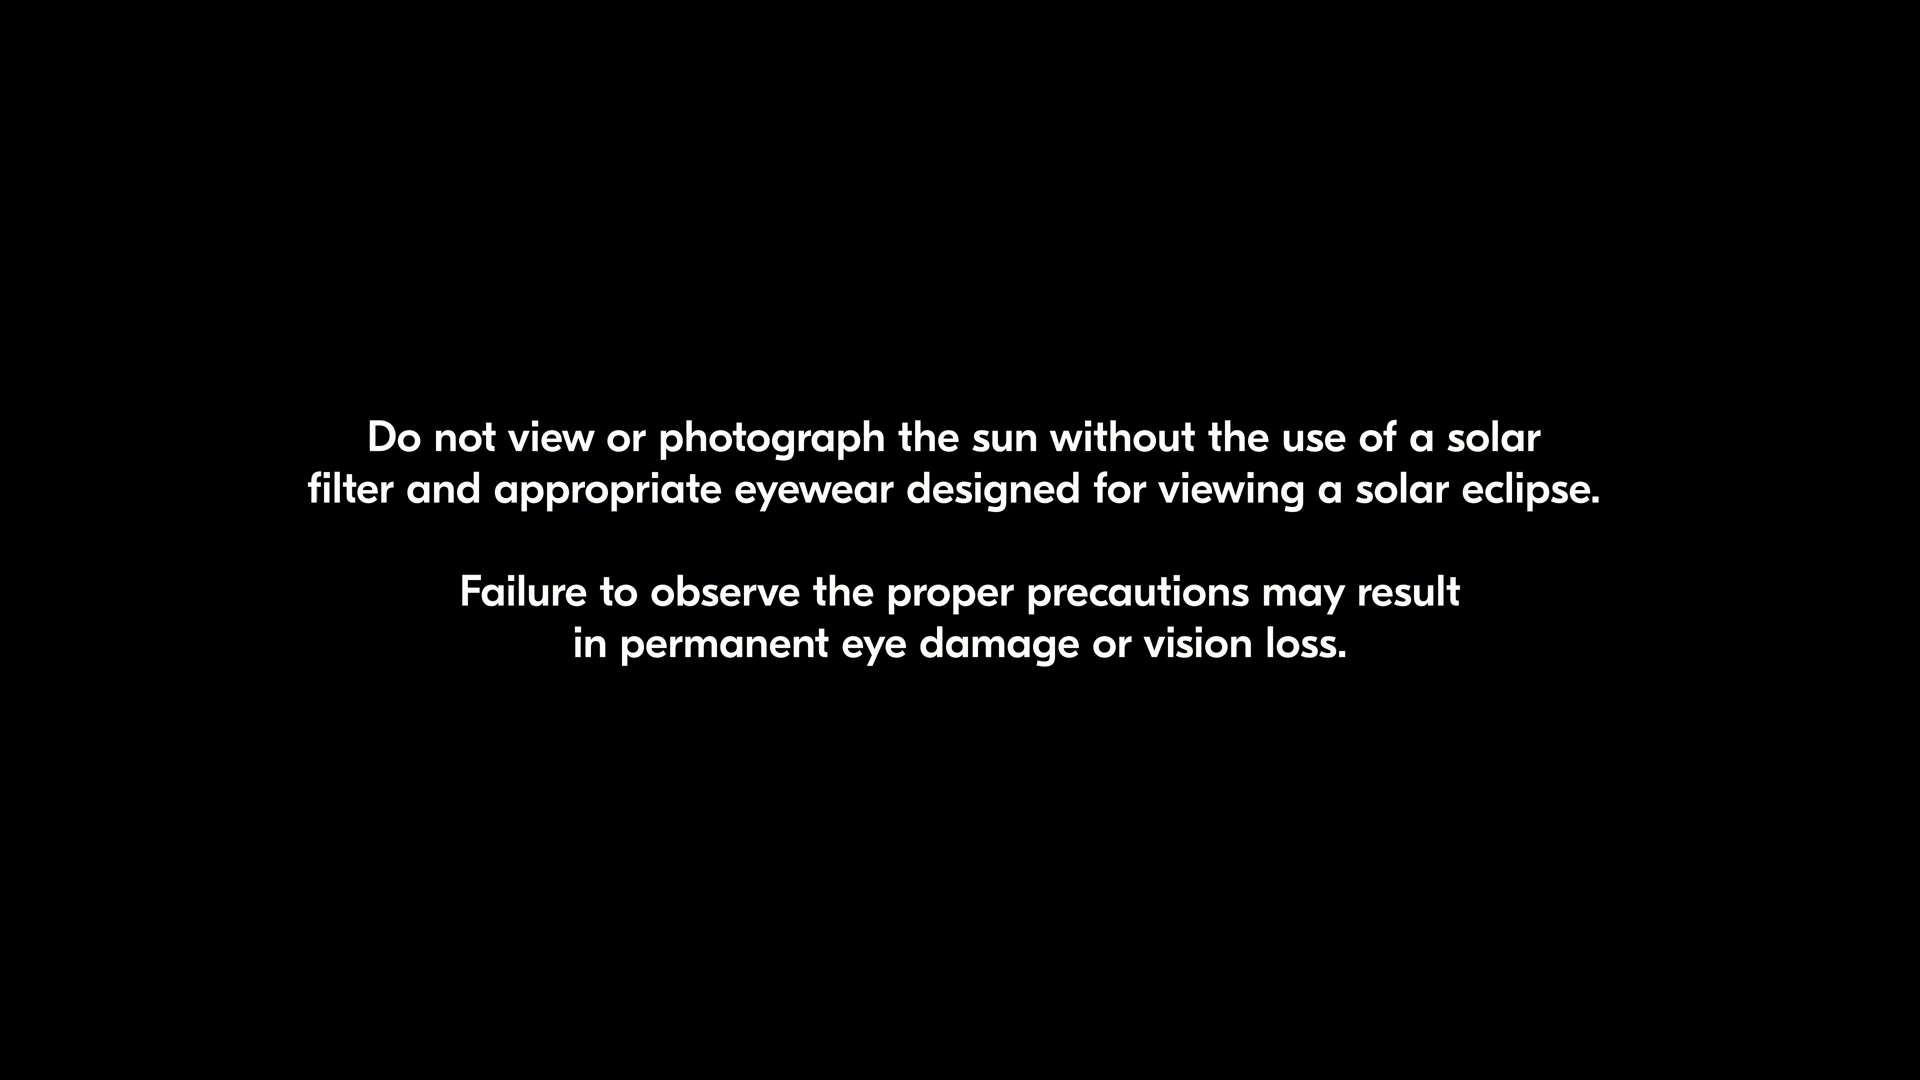 Do not view or photograph the sun without the use of a solar
filter and appropriate eyewear designed for viewing a solar eclipse.
Failure to observe the proper precautions may result
in permanent eye damage or vision loss.